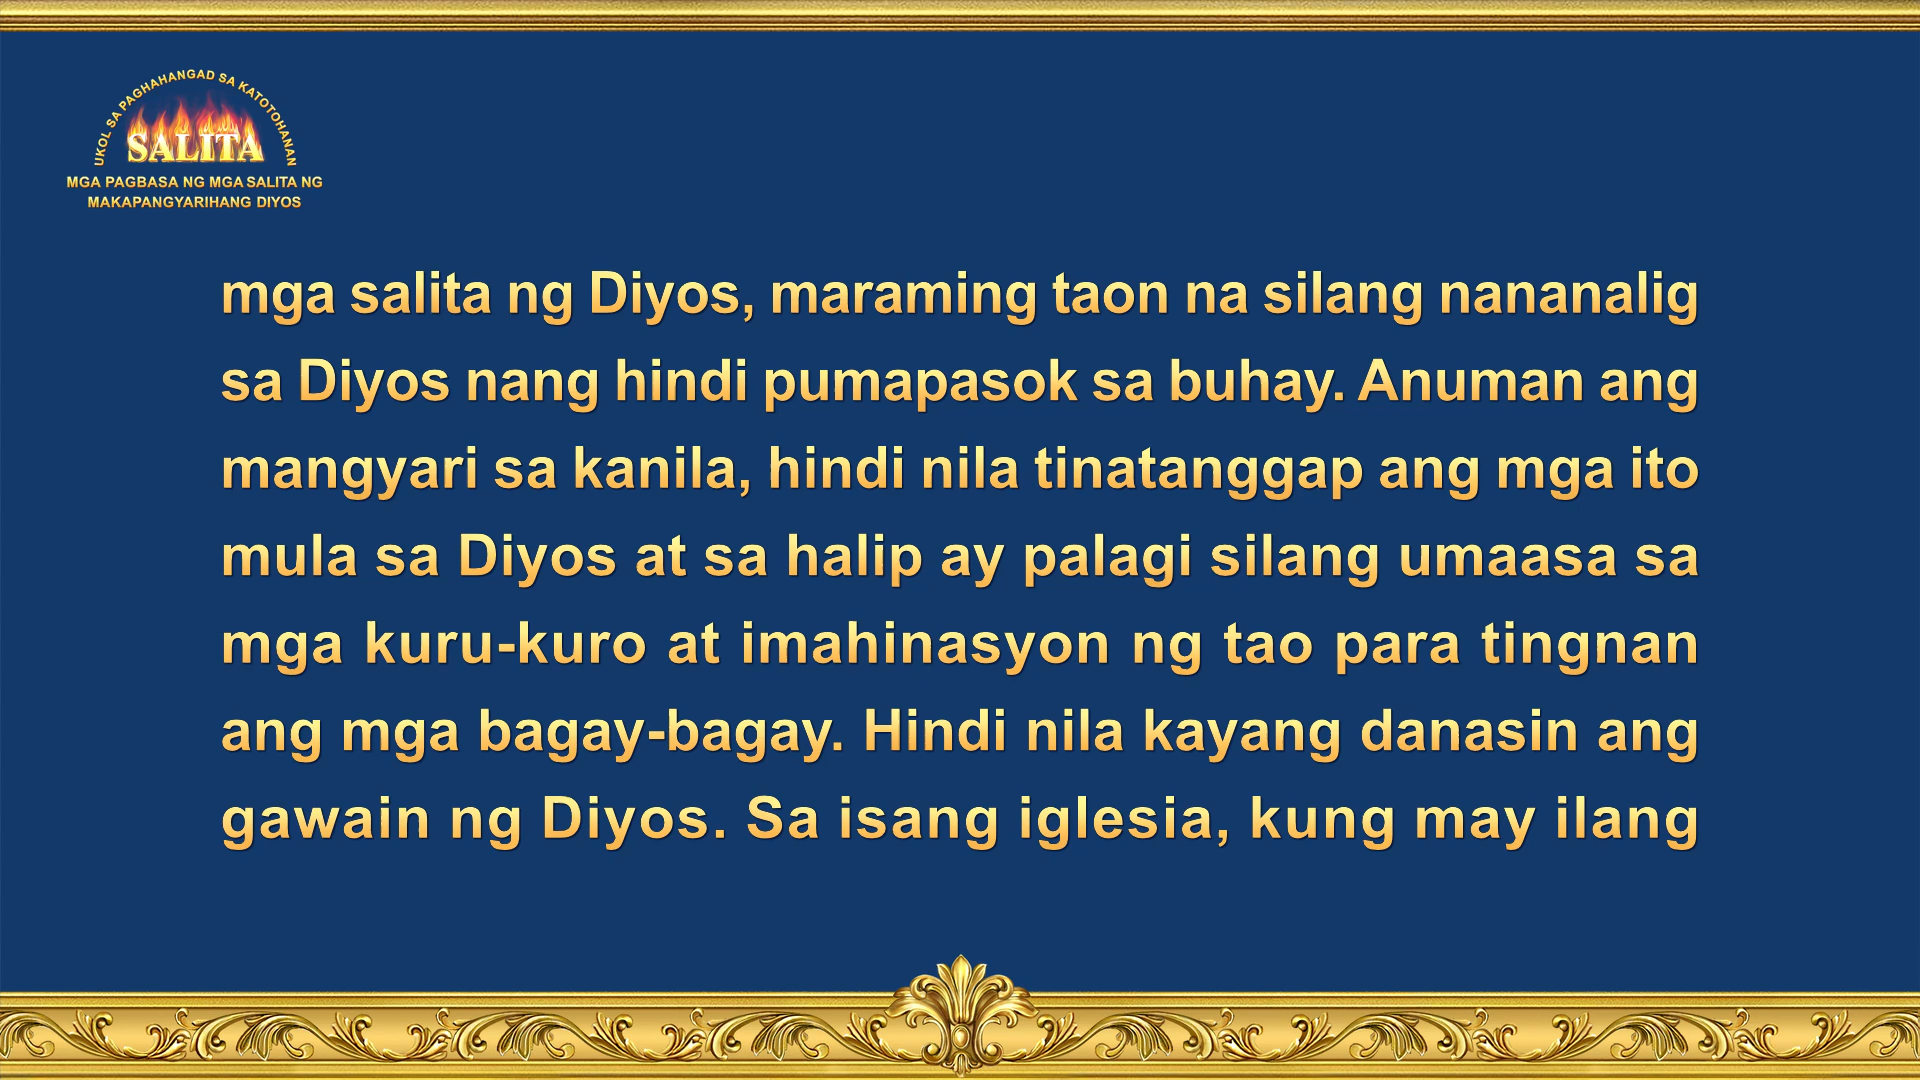 UKOL SA PAGHAHANGAD SA KATOTOHANAN
SALITA
MGA PAGBASA NG MGA SALITA NG
MAKAPANGYARIHANG DIYOS
mga salita ng Diyos, maraming taon na silang nananalig
sa Diyos nang hindi pumapasok sa buhay. Anuman ang
mangyari sa kanila, hindi nila tinatanggap ang mga ito
mula sa Diyos at sa halip ay palagi silang umaasa sa
mga kuru-kuro at imahinasyon ng tao para tingnan
ang mga bagay-bagay. Hindi nila kayang danasin ang
gawain ng Diyos. Sa isang iglesia, kung may ilang